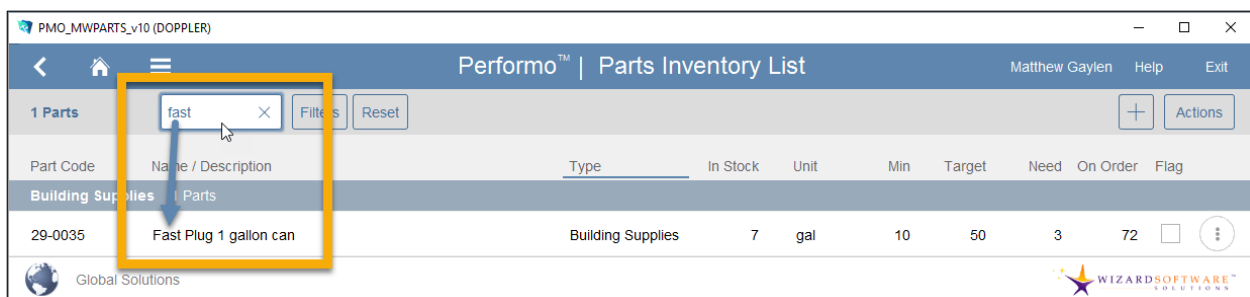 PMO_MWPARTS_v10 (DOPPLER)
Performo™ | Parts Inventory List Matthew Gaylen Help Exit
1 Parts fast Filters Reset Actions
Part Code Name / Description Type In Stock Unit Min Target Need On Order Flag
Building Supplies 1 Parts
29-0035 Fast Plug 1 gallon can Building Supplies 7 gal 10 50 3 72
Global Solutions WIZARDSOFTWARE™
SOLUTIONS